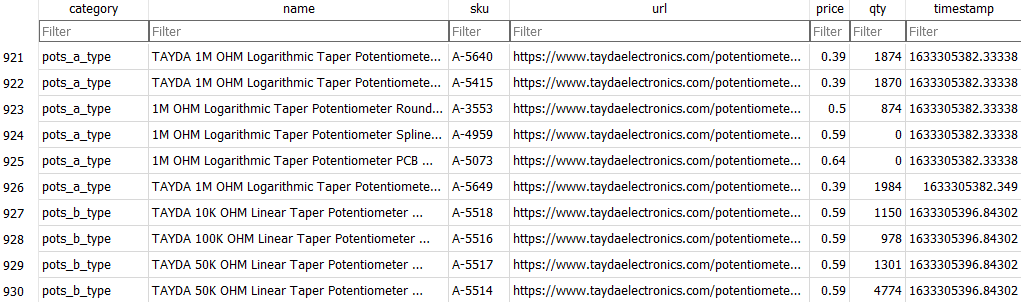 category name sku url price qty timestamp
Filter Filter Filter Filter Filter Filter Filter
921 pots_a_type TAYDA 1M OHM Logarithmic Taper Potentiomete... A-5640 https://www.taydaelectronics.com/potentiomete... 0.39 1874 1633305382.33338
922 pots_a_type TAYDA 1M OHM Logarithmic Taper Potentiomete... A-5415 https://www.taydaelectronics.com/potentiomete... 0.39 1870 1633305382.33338
923 pots_a_type 1M OHM Logarithmic Taper Potentiometer Round... A-3553 https://www.taydaelectronics.com/potentiomete... 0.5 874 1633305382.33338
924 pots_a_type 1M OHM Logarithmic Taper Potentiometer Spline... A-4959 https://www.taydaelectronics.com/potentiomete... 0.59 0 1633305382.33338
925 pots_a_type 1M OHM Logarithmic Taper Potentiometer PCB ... A-5073 https://www.taydaelectronics.com/potentiomete... 0.64 0 1633305382.33338
926 pots_a_type TAYDA 1M OHM Logarithmic Taper Potentiomete... A-5649 https://www.taydaelectronics.com/potentiomete... 0.39 1984 1633305382.349
927 pots_b_type TAYDA 10K OHM Linear Taper Potentiometer ... A-5518 https://www.taydaelectronics.com/potentiomete... 0.59 1150 1633305396.84302
928 pots_b_type TAYDA 100K OHM Linear Taper Potentiometer ... A-5516 https://www.taydaelectronics.com/potentiomete... 0.59 978 1633305396.84302
929 pots_b_type TAYDA 50K OHM Linear Taper Potentiometer ... A-5517 https://www.taydaelectronics.com/potentiomete... 0.59 1301 1633305396.84302
930 pots_b_type TAYDA 50K OHM Linear Taper Potentiometer ... A-5514 https://www.taydaelectronics.com/potentiomete... 0.59 4774 1633305396.84302